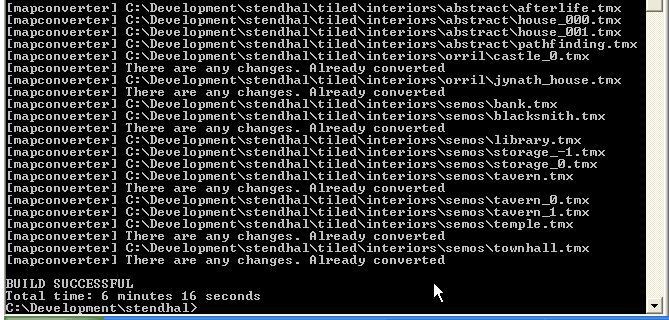 [mapconverter] C:\Development\stendhal\tiled\interiors\abstract\afterlife.tmx
[mapconverter] C:\Development\stendhal\tiled\interiors\abstract\house_000.tmx
[mapconverter] C:\Development\stendhal\tiled\interiors\abstract\house_001.tmx
[mapconverter] C:\Development\stendhal\tiled\interiors\abstract\pathfinding.tmx
[mapconverter] C:\Development\stendhal\tiled\interiors\orril\castle_0.tmx
[mapconverter] There are any changes. Already converted
[mapconverter] C:\Development\stendhal\tiled\interiors\orril\jynath_house.tmx
[mapconverter] There are any changes. Already converted
[mapconverter] C:\Development\stendhal\tiled\interiors\semos\bank.tmx
[mapconverter] C:\Development\stendhal\tiled\interiors\semos\blacksmith.tmx
[mapconverter] There are any changes. Already converted
[mapconverter] C:\Development\stendhal\tiled\interiors\semos\library.tmx
[mapconverter] C:\Development\stendhal\tiled\interiors\semos\storage_-1.tmx
[mapconverter] C:\Development\stendhal\tiled\interiors\semos\storage_0.tmx
[mapconverter] C:\Development\stendhal\tiled\interiors\semos\tavern.tmx
[mapconverter] There are any changes. Already converted
[mapconverter] C:\Development\stendhal\tiled\interiors\semos\tavern_0.tmx
[mapconverter] C:\Development\stendhal\tiled\interiors\semos\tavern_1.tmx
[mapconverter] C:\Development\stendhal\tiled\interiors\semos\temple.tmx
[mapconverter] There are any changes. Already converted
[mapconverter] C:\Development\stendhal\tiled\interiors\semos\townhall.tmx
[mapconverter] There are any changes. Already converted
BUILD SUCCESSFUL
Total time: 6 minutes 16 seconds
C:\Development\stendhal>